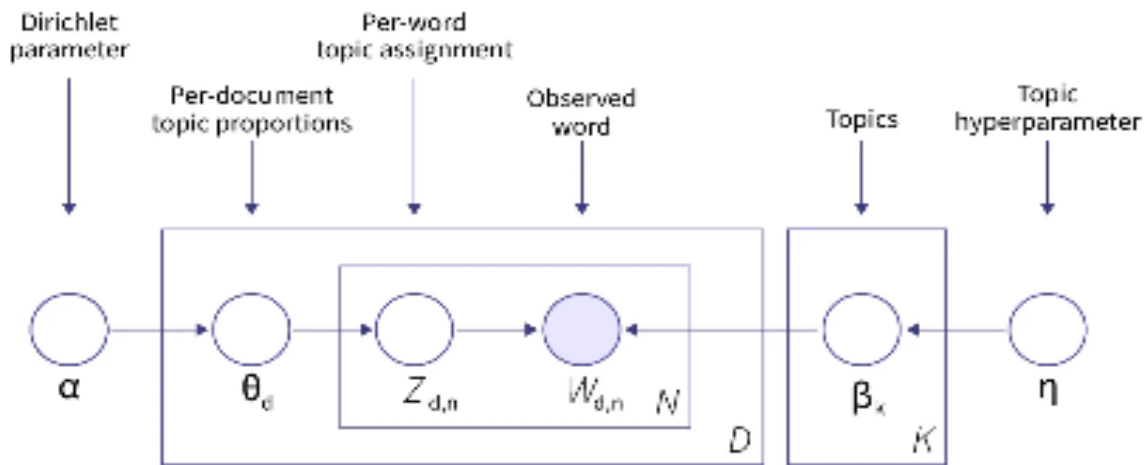 Dirichlet
parameter
Per-document
topic proportions
Per-word
topic assignment
Observed
word
Topics
Topic
hyperparameter
α
θd
Zd,n
Wd,n
N
D
βk
K
η